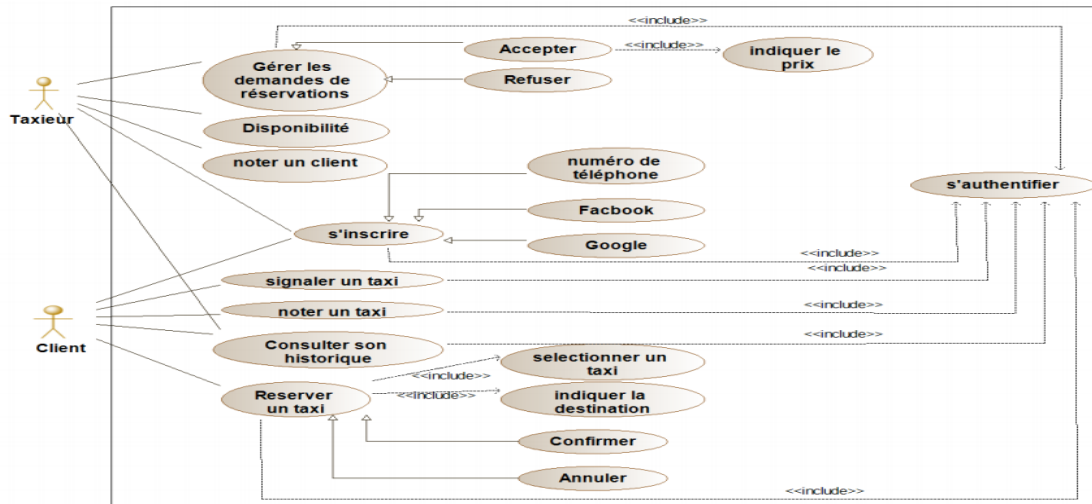 <<include>>
Accepter
<<include>>
indiquer le
prix
Gérer les
demandes de
réservations
Refuser
Taxieur
Disponibilité
noter un client
numéro de
téléphone
s'authentifier
Facbook
s'inscrire
Google
<<include>>
<<include>>
signaler un taxi
noter un taxi
<<include>>
Client
Consulter son
historique
<<include>>
selectionner un
taxi
<<include>>
Reserver
un taxi
<<include>>
indiquer la
destination
Confirmer
Annuler
<<include>>